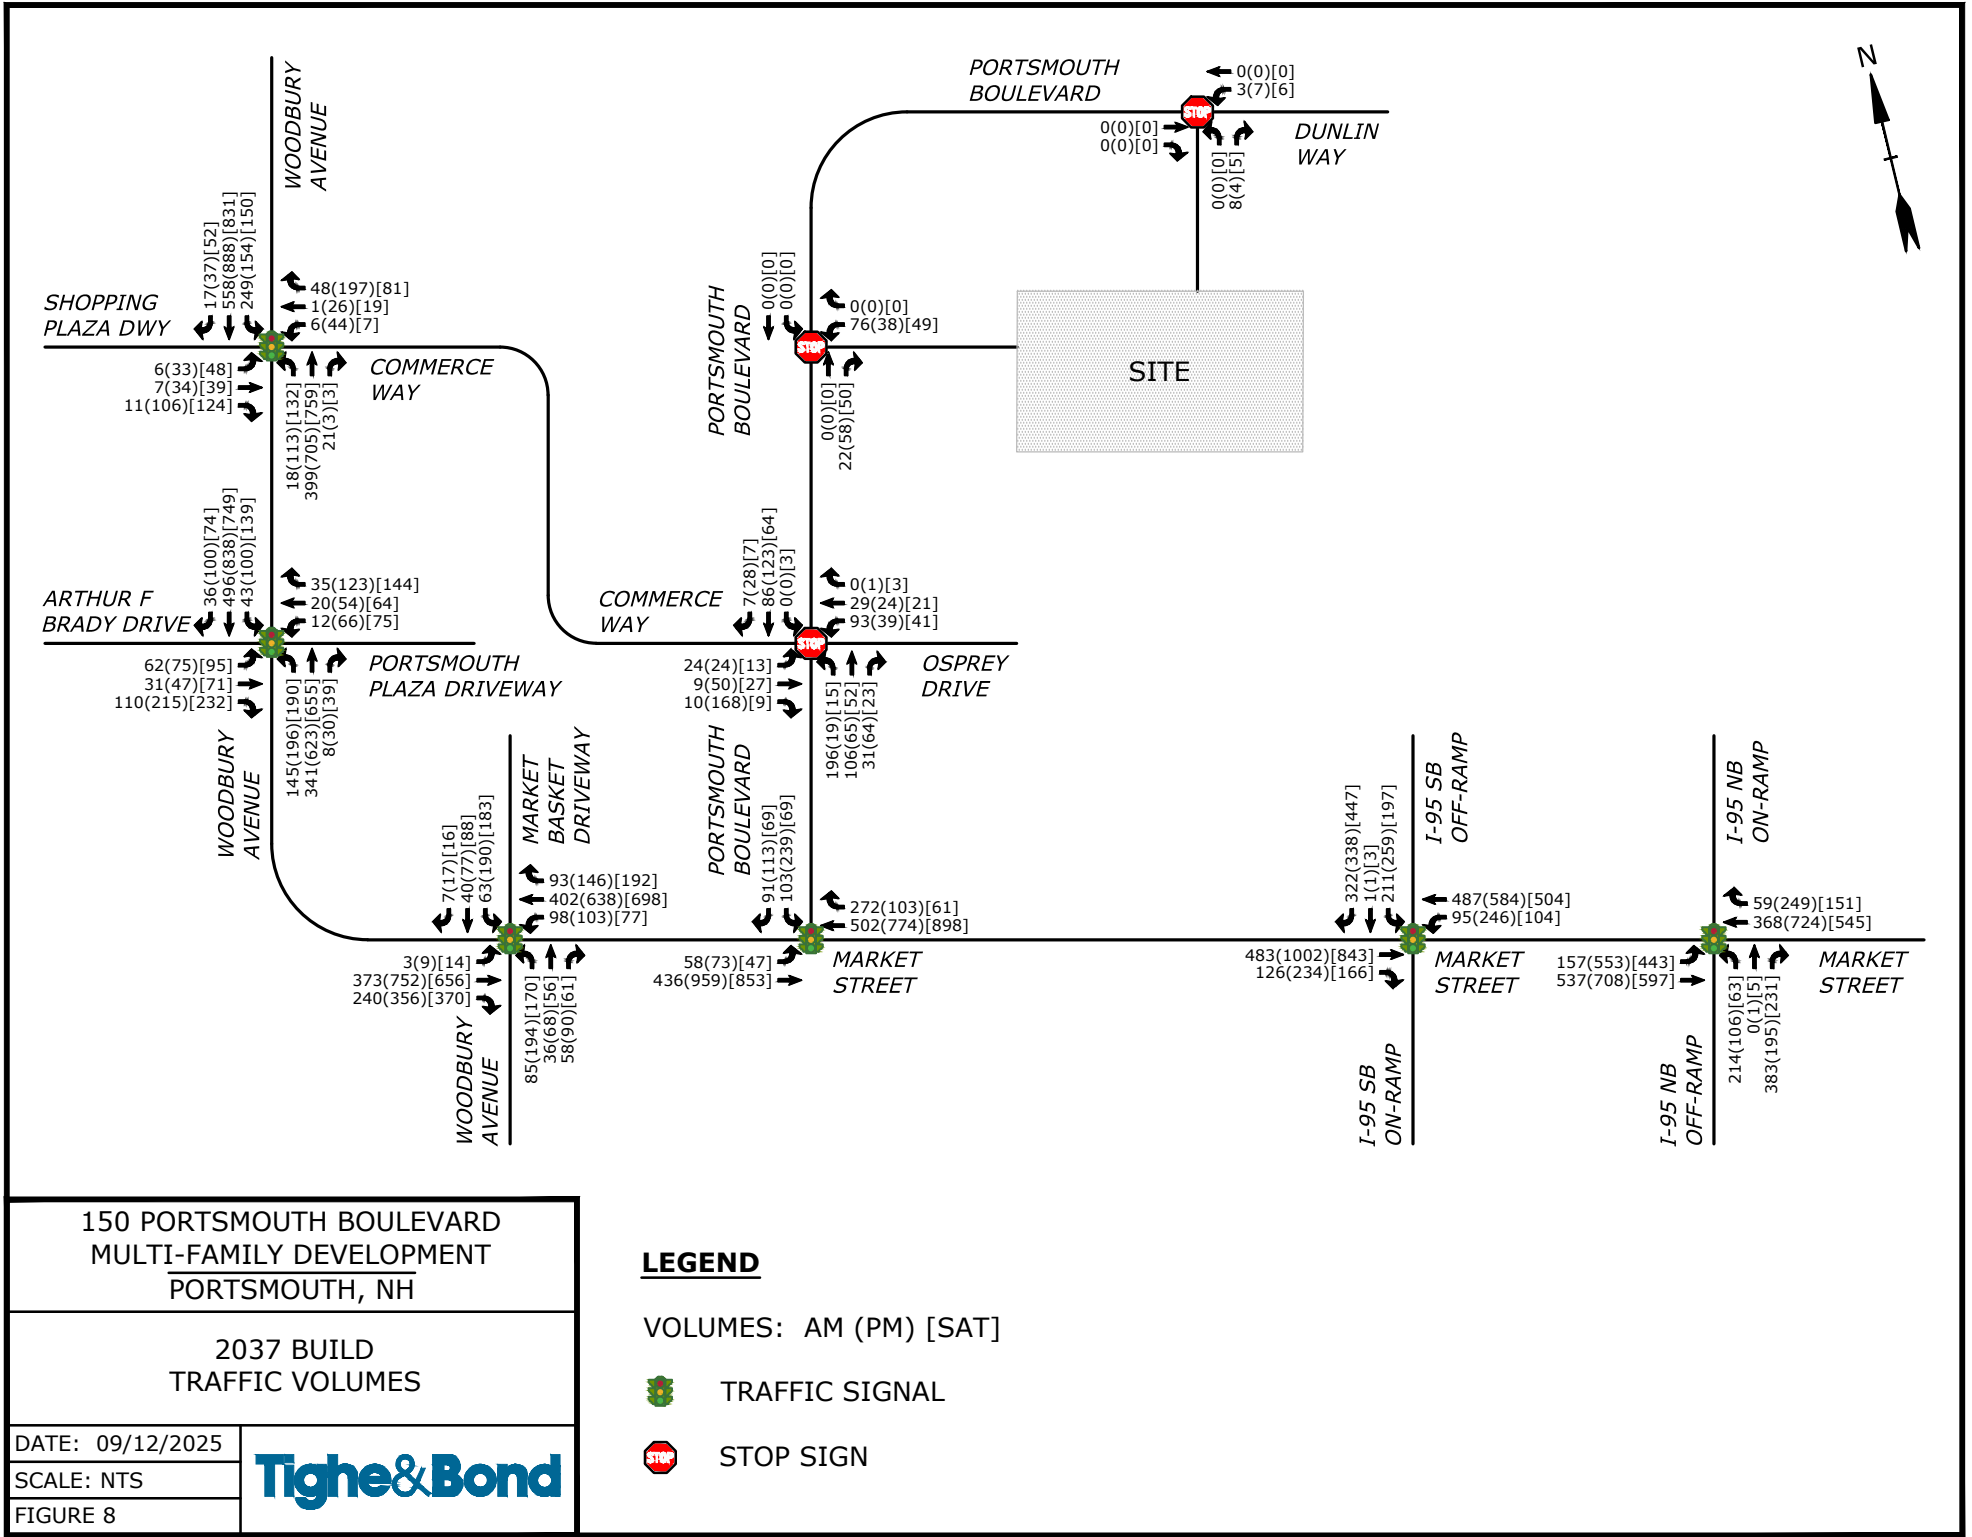 N
WOODBURY
AVENUE
17(37)[52]
558(888)[831]
249(154)[150]
48(197)[81]
1(26)[19]
6(44)[7]
SHOPPING
PLAZA DWY
6(33)[48]
7(34)[39]
11(106)[124]
18(113)[132]
399(705)[759]
21(3)[3]
COMMERCE
WAY
PORTSMOUTH
BOULEVARD
0(0)[0]
3(7)[6]
STOP
0(0)[0]
0(0)[0]
0(0)[0]
8(4)[5]
DUNLIN
WAY
PORTSMOUTH
BOULEVARD
0(0)[0]
0(0)[0]
0(0)[0]
76(38)[49]
STOP
0(0)[0]
22(58)[50]
SITE
36(100)[74]
496(838)[749]
43(100)[139]
35(123)[144]
20(54)[64]
12(66)[75]
ARTHUR F
BRADY DRIVE
62(75)[95]
31(47)[71]
110(215)[232]
145(196)[190]
341(623)[655]
8(30)[39]
PORTSMOUTH
PLAZA DRIVEWAY
WOODBURY
AVENUE
COMMERCE
WAY
7(28)[7]
86(123)[64]
0(0)[3]
0(1)[3]
29(24)[21]
93(39)[41]
STOP
24(24)[13]
9(50)[27]
10(168)[9]
196(19)[15]
106(65)[52]
31(64)[23]
OSPREY
DRIVE
MARKET
BASKET
DRIVEWAY
7(17)[16]
40(77)[88]
63(190)[183]
93(146)[192]
402(638)[698]
98(103)[77]
3(9)[14]
373(752)[656]
240(356)[370]
85(194)[170]
36(68)[56]
58(90)[61]
WOODBURY
AVENUE
PORTSMOUTH
BOULEVARD
91(113)[69]
103(239)[69]
272(103)[61]
502(774)[898]
58(73)[47]
436(959)[853]
MARKET
STREET
I-95 SB
OFF-RAMP
322(338)[447]
1(1)[3]
211(259)[197]
487(584)[504]
95(246)[104]
483(1002)[843]
126(234)[166]
MARKET
STREET
I-95 SB
ON-RAMP
I-95 NB
ON-RAMP
59(249)[151]
368(724)[545]
157(553)[443]
537(708)[597]
214(106)[63]
0(1)[5]
383(195)[231]
MARKET
STREET
I-95 NB
OFF-RAMP
150 PORTSMOUTH BOULEVARD
MULTI-FAMILY DEVELOPMENT
PORTSMOUTH, NH
2037 BUILD
TRAFFIC VOLUMES
DATE: 09/12/2025
SCALE: NTS
FIGURE 8
Tighe&Bond
LEGEND
VOLUMES: AM (PM) [SAT]
TRAFFIC SIGNAL
STOP
STOP SIGN